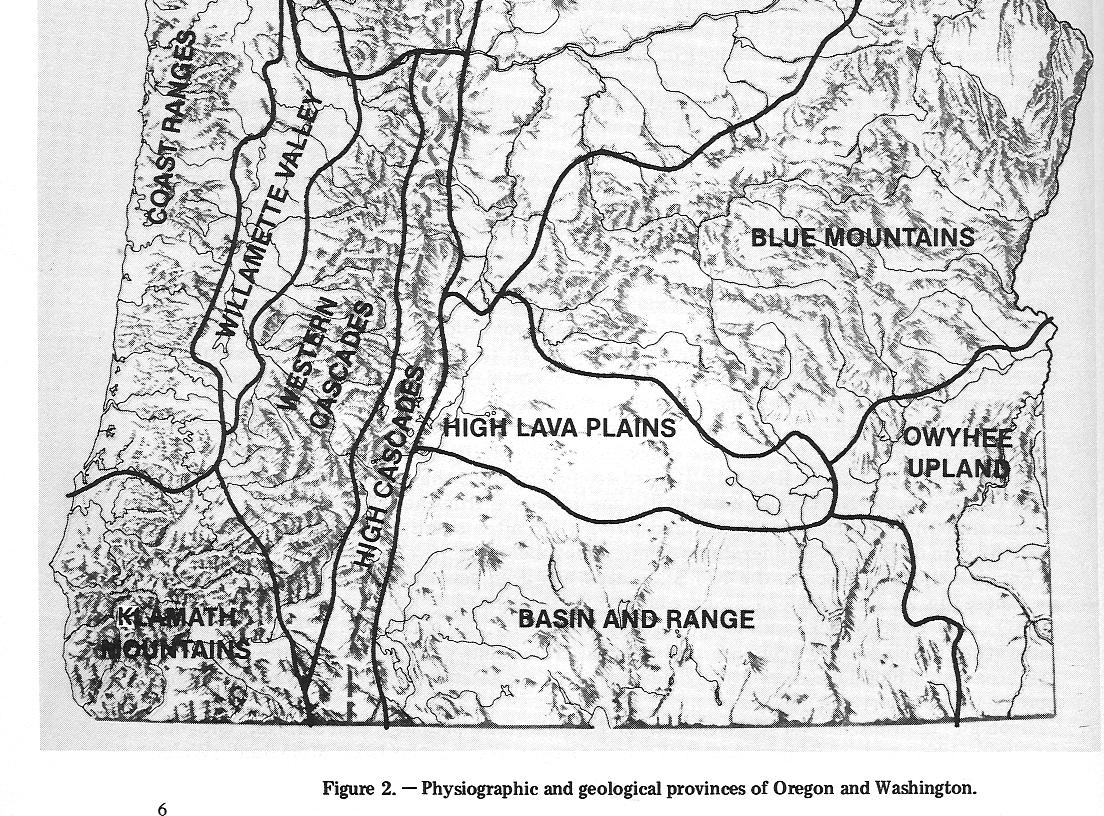 COAST RANGES
WILLAMETTE VALLEY
WESTERN
CASCADES
HIGH CASCADES
BLUE MOUNTAINS
HIGH LAVA PLAINS
OWYHEE
UPLAND
KLAMATH
MOUNTAINS
BASIN AND RANGE
Figure 2. — Physiographic and geological provinces of Oregon and Washington.
6